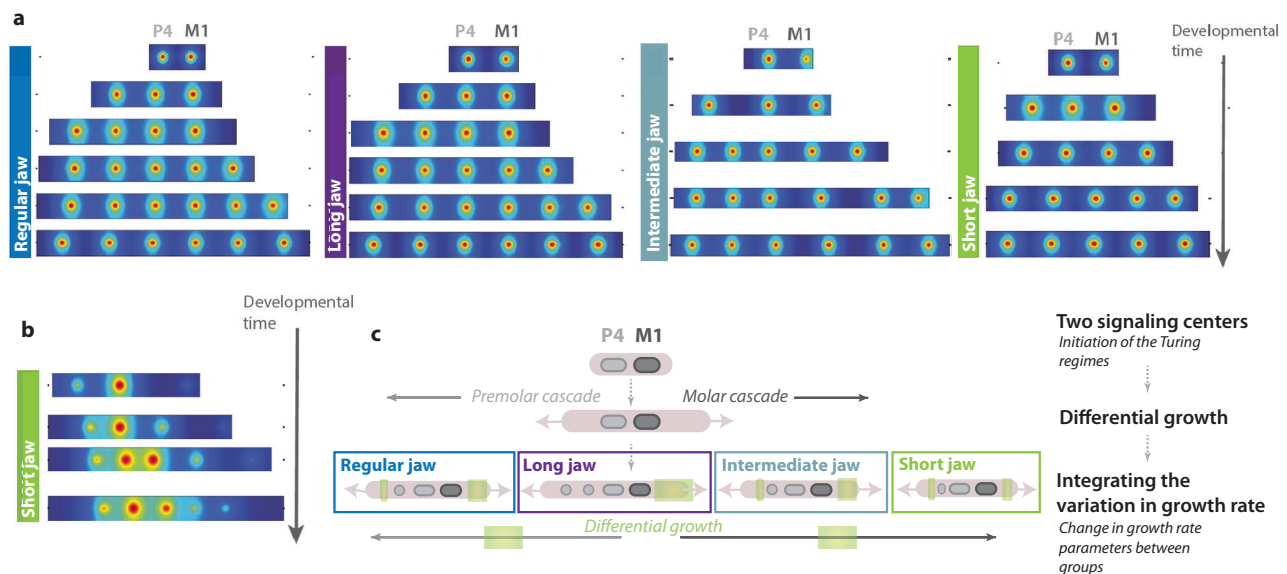 a
P4 M1
P4 M1
P4 M1
P4 M1
Developmental
time
Regular jaw
Long jaw
Intermediate jaw
Short jaw
b
Developmental
time
Short jaw
c
P4 M1
Premolar cascade
Molar cascade
Regular jaw
Long jaw
Intermediate jaw
Short jaw
Differential growth
Two signaling centers
Initiation of the Turing
regimes
Differential growth
Integrating the
variation in growth rate
Change in growth rate
parameters between
groups